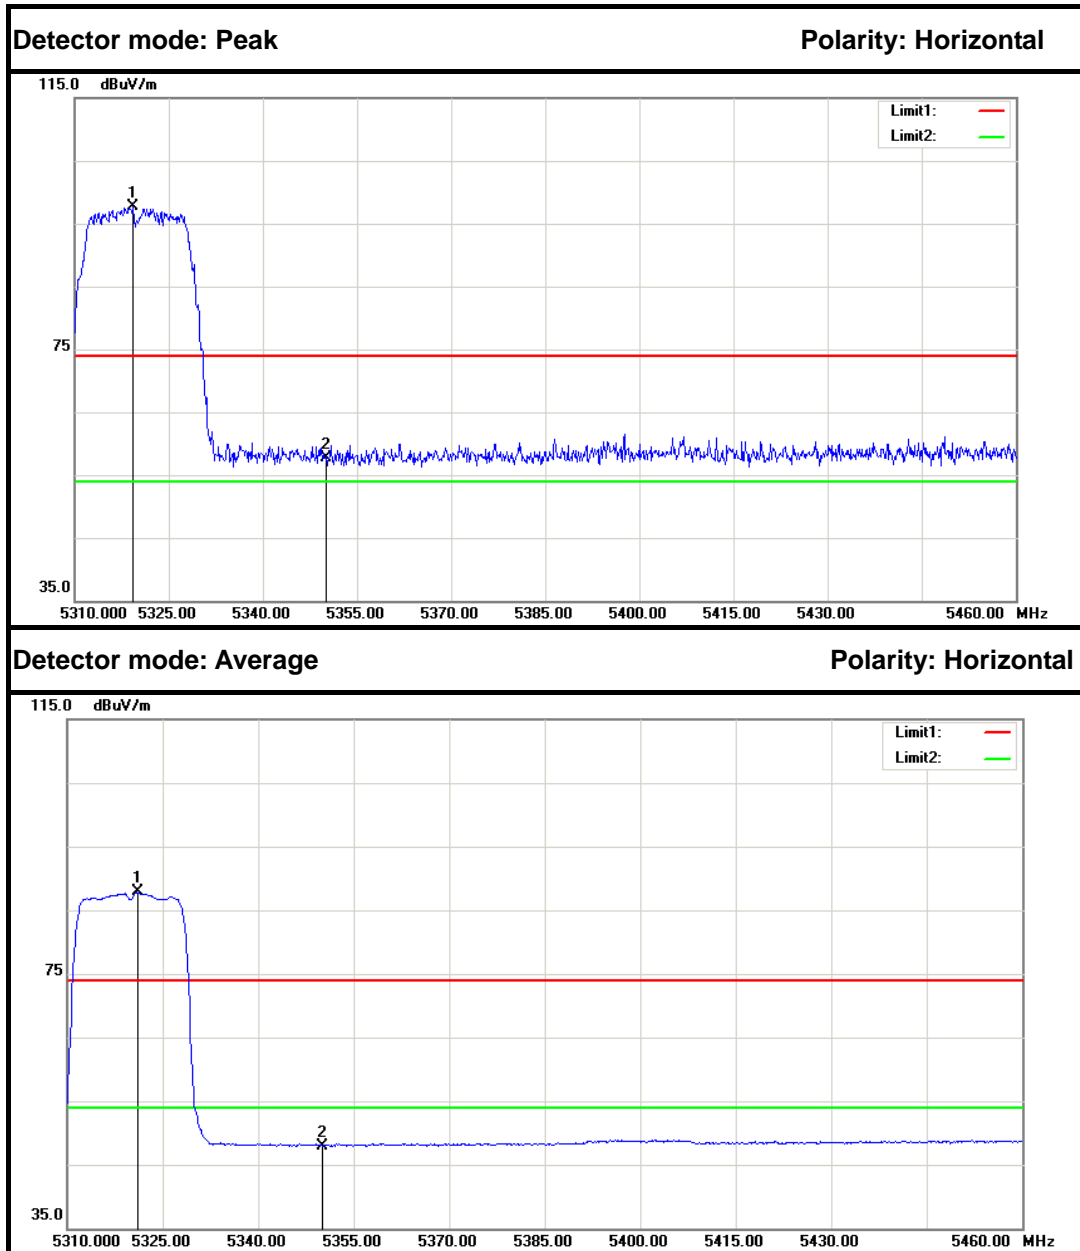 Detector mode: Peak Polarity: Horizontal
115.0 dBuV/m
Limit1:
Limit2:
1
75
2
35.0
5310.000 5325.00 5340.00 5355.00 5370.00 5385.00 5400.00 5415.00 5430.00 5460.00 MHz
Detector mode: Average Polarity: Horizontal
115.0 dBuV/m
Limit1:
Limit2:
1
75
2
35.0
5310.000 5325.00 5340.00 5355.00 5370.00 5385.00 5400.00 5415.00 5430.00 5460.00 MHz